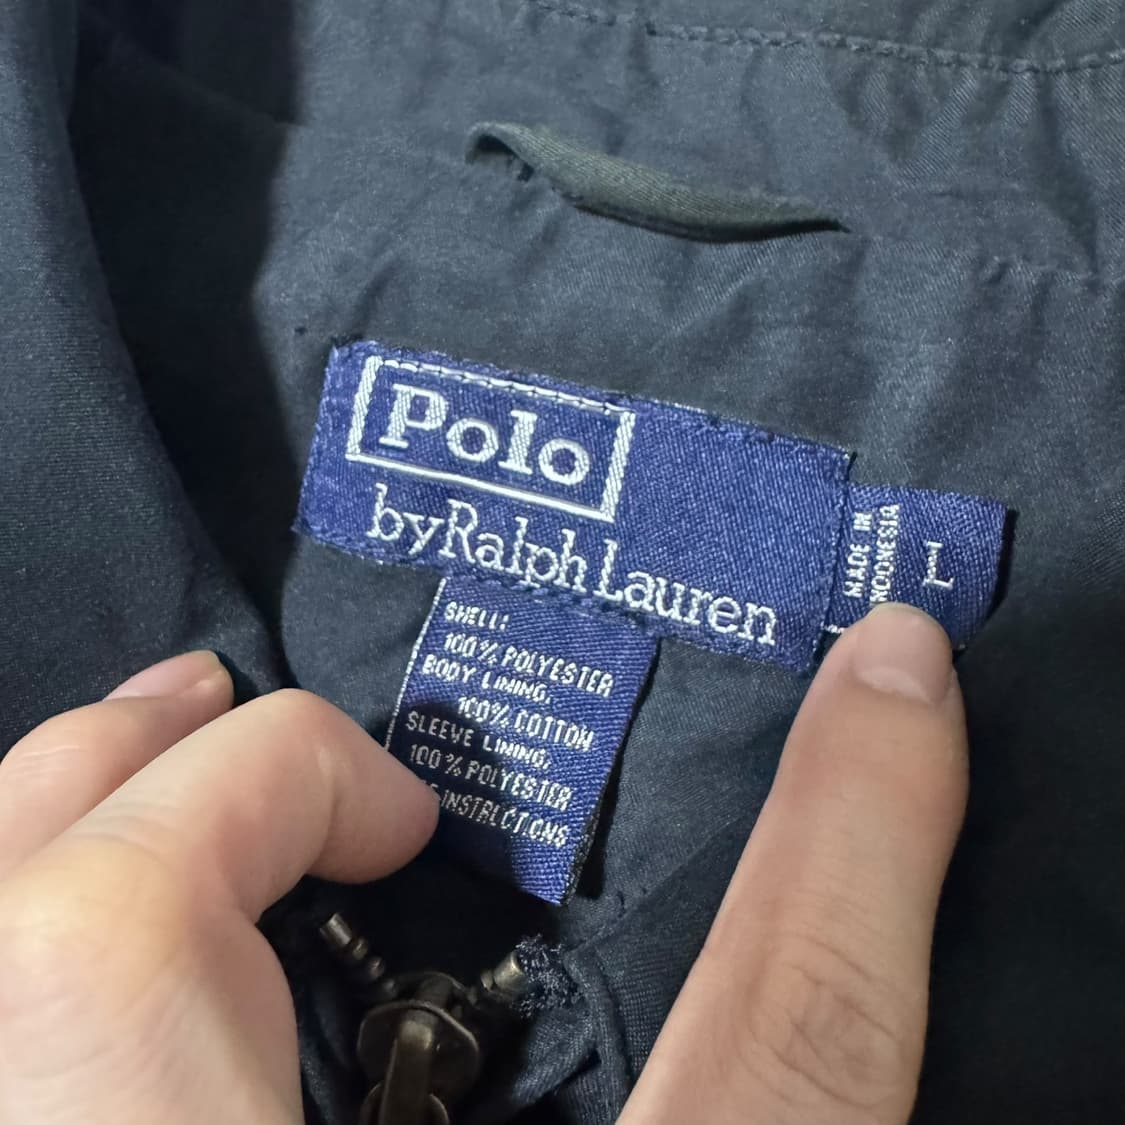 Polo
by Ralph Lauren
MADE IN
INDONESIA
L
SHELL:
100% POLYESTER
BODY LINING:
100% COTTON
SLEEVE LINING:
100% POLYESTER
INSTRUCTIONS